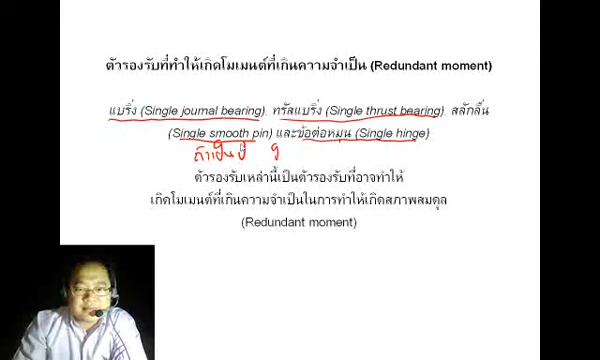 ตัวรองรับที่ทำให้เกิดโมเมนต์ที่เกินความจำเป็น (Redundant moment)
แบริ่ง (Single journal bearing). ทรัสแบริ่ง (Single thrust bearing). สลักลื่น
(Single smooth pin) และข้อต่อหมุน (Single hinge)
ตัวรองรับเหล่านี้เป็นตัวรองรับที่อาจทำให้
เกิดโมเมนต์ที่เกินความจำเป็นในการทำให้เกิดสภาพสมดุล
(Redundant moment)